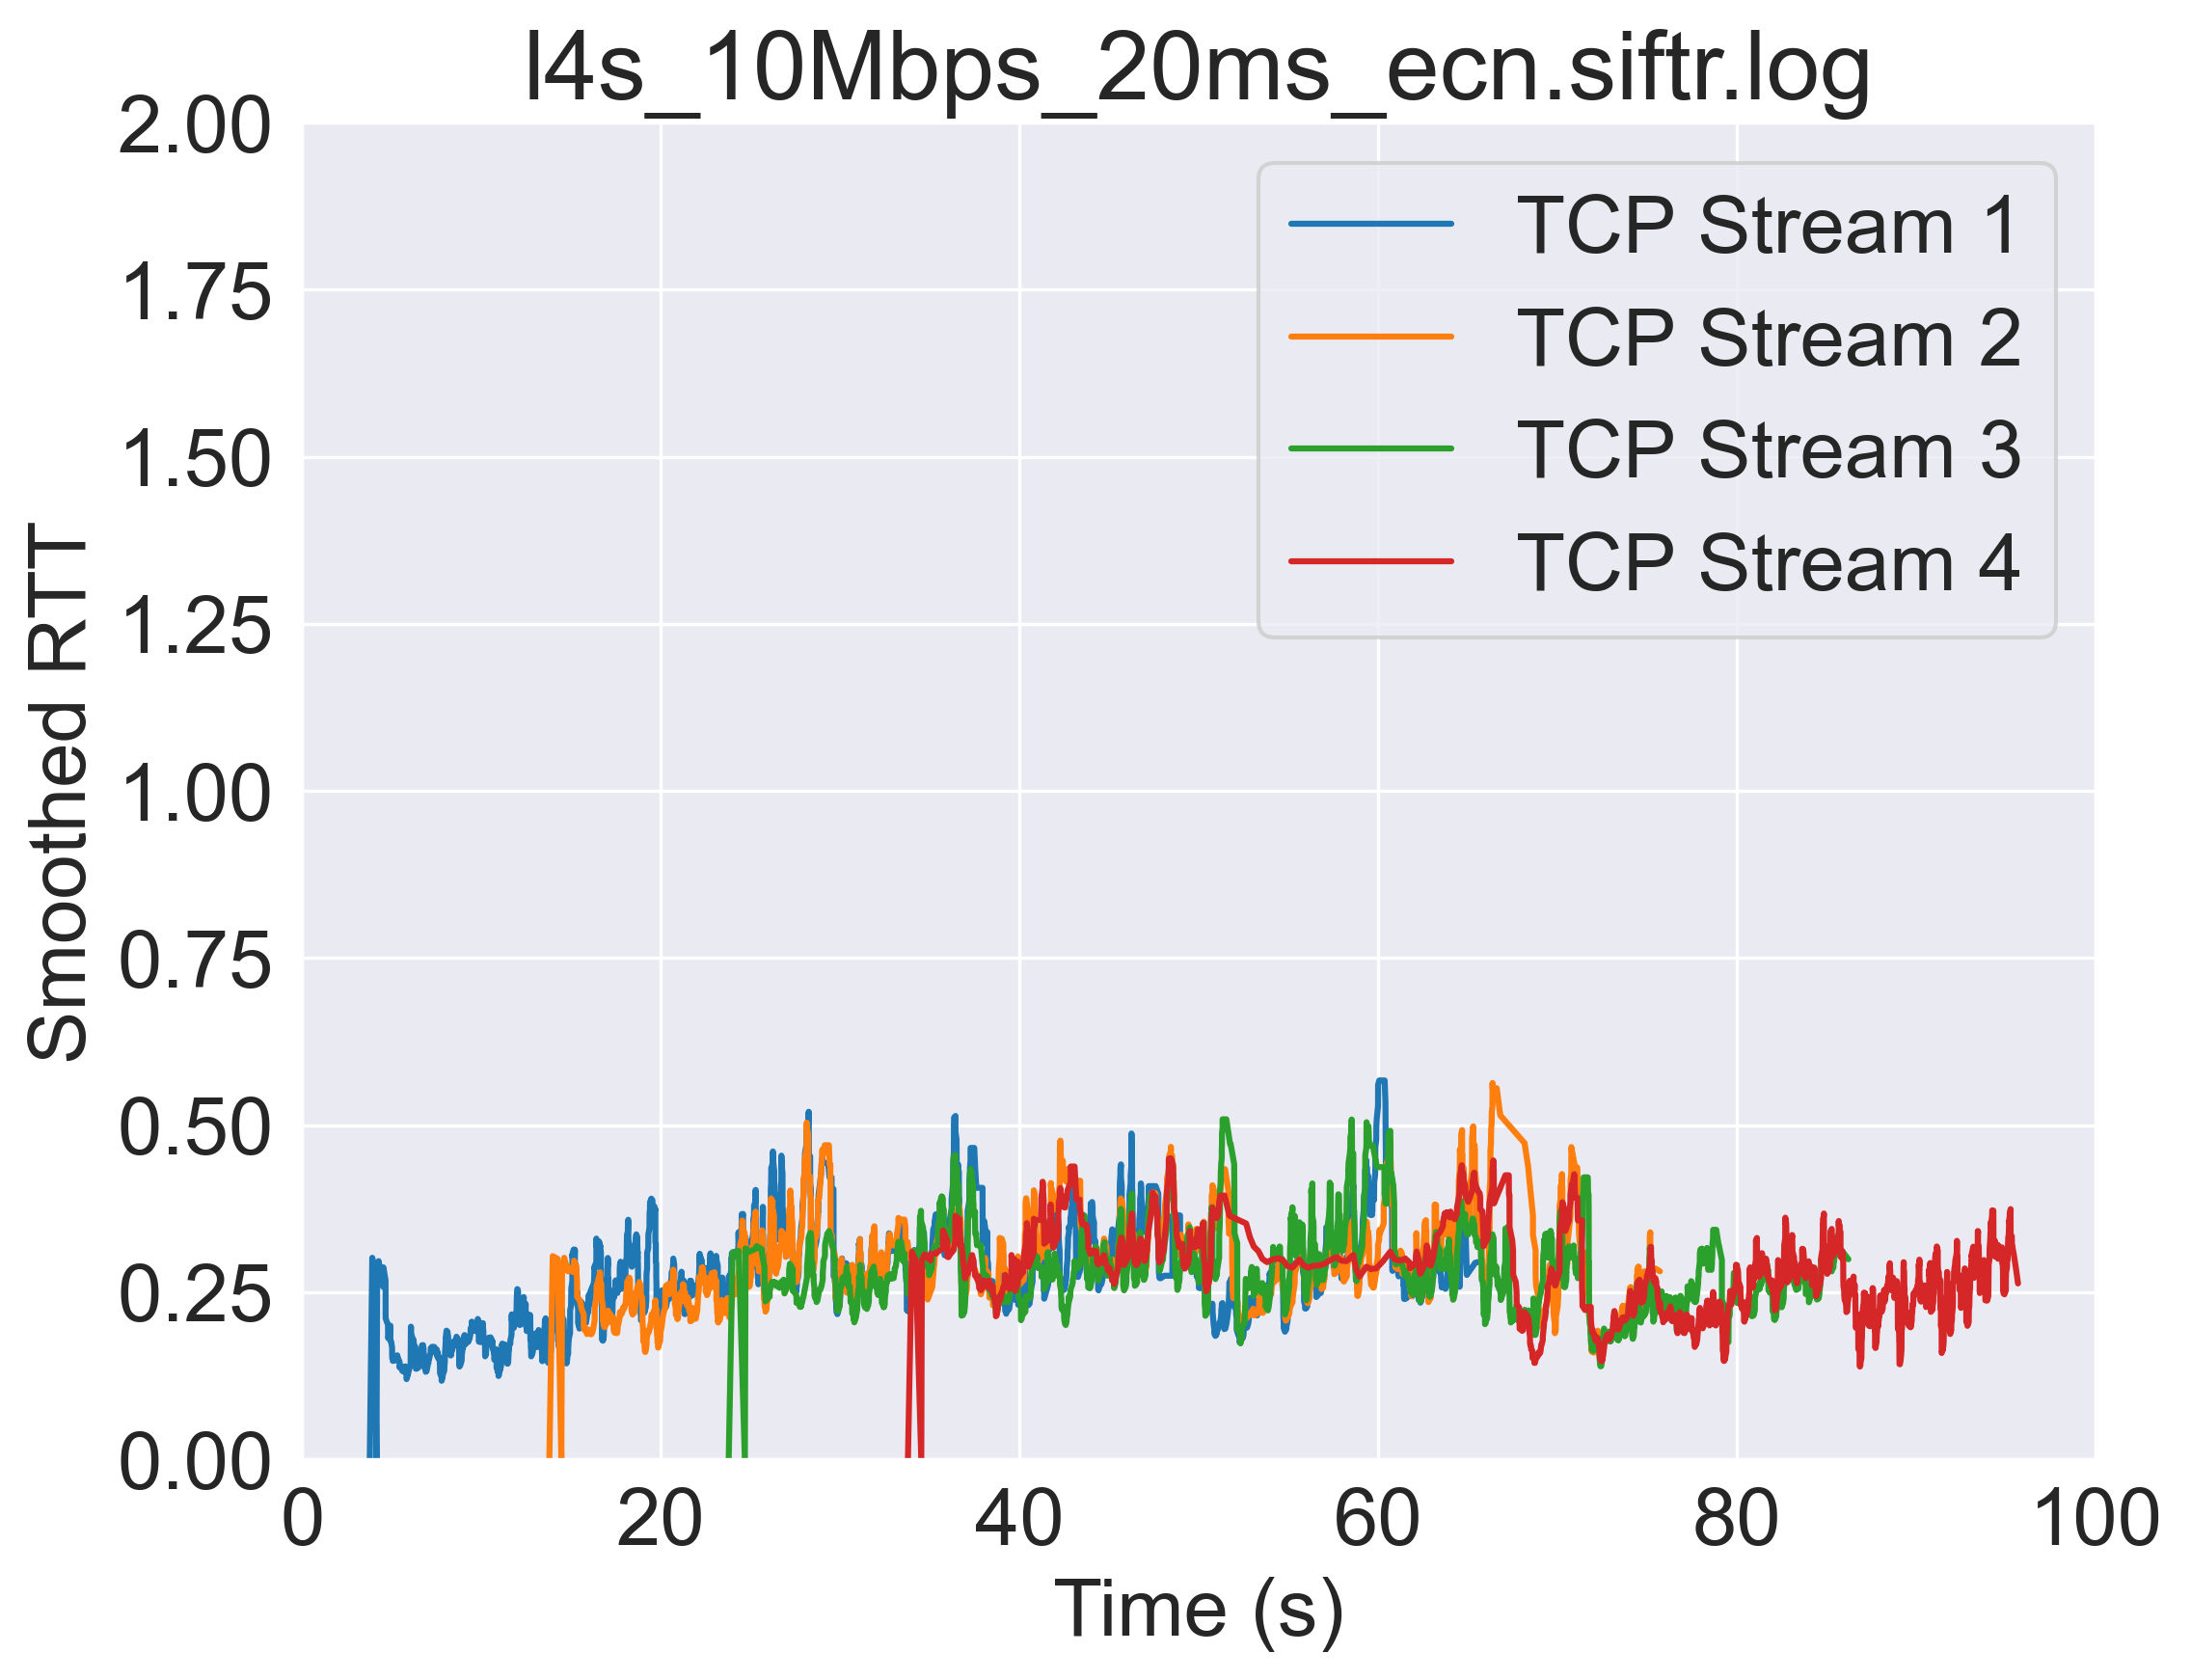 l4s_10Mbps_20ms_ecn.siftr.log
2.00
1.75
1.50
1.25
1.00
0.75
0.50
0.25
0.00
Smoothed RTT
TCP Stream 1
TCP Stream 2
TCP Stream 3
TCP Stream 4
0 20 40 60 80 100
Time (s)